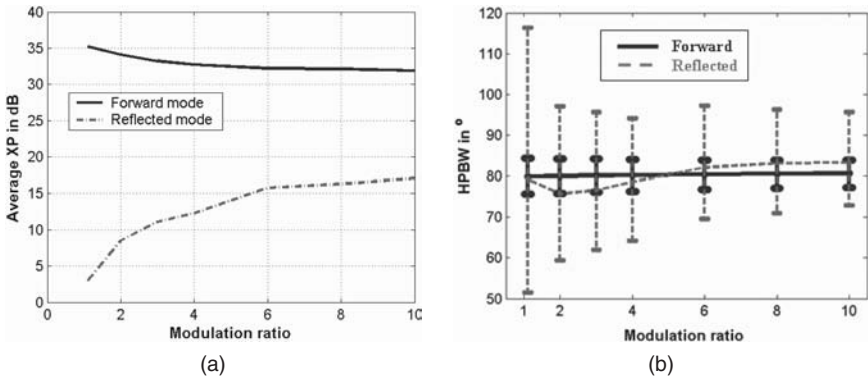 40
35
30
25
20
15
10
5
0
Average XP in dB
Forward mode
Reflected mode
0 2 4 6 8 10
Modulation ratio
(a)
120
110
100
90
80
70
60
50
HPBW in °
Forward
Reflected
1 2 4 6 8 10
Modulation ratio
(b)